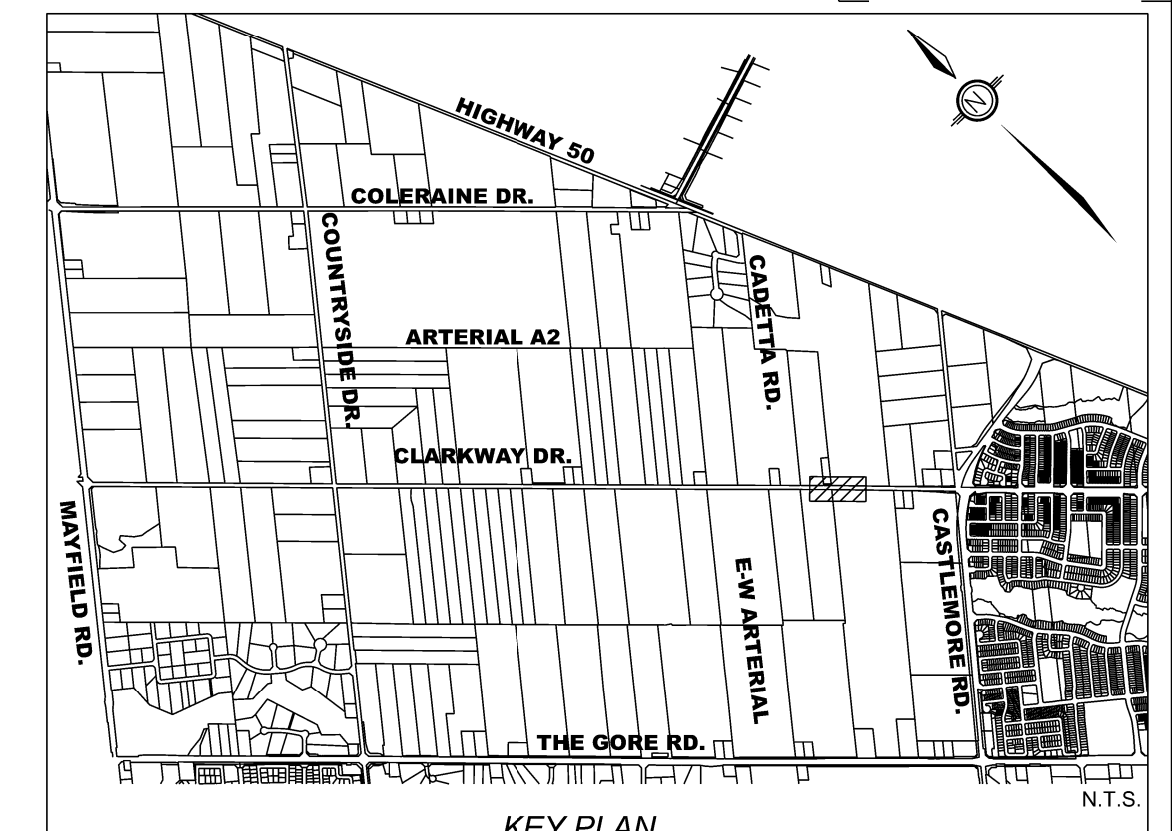 HIGHWAY 50
N
COLERAINE DR.
COUNTRYSIDE DR.
CADETTA RD.
ARTERIAL A2
CLARKWAY DR.
MAYFIELD RD.
CASTLEMORE RD.
E-W ARTERIAL
THE GORE RD.
N.T.S.
KEY PLAN